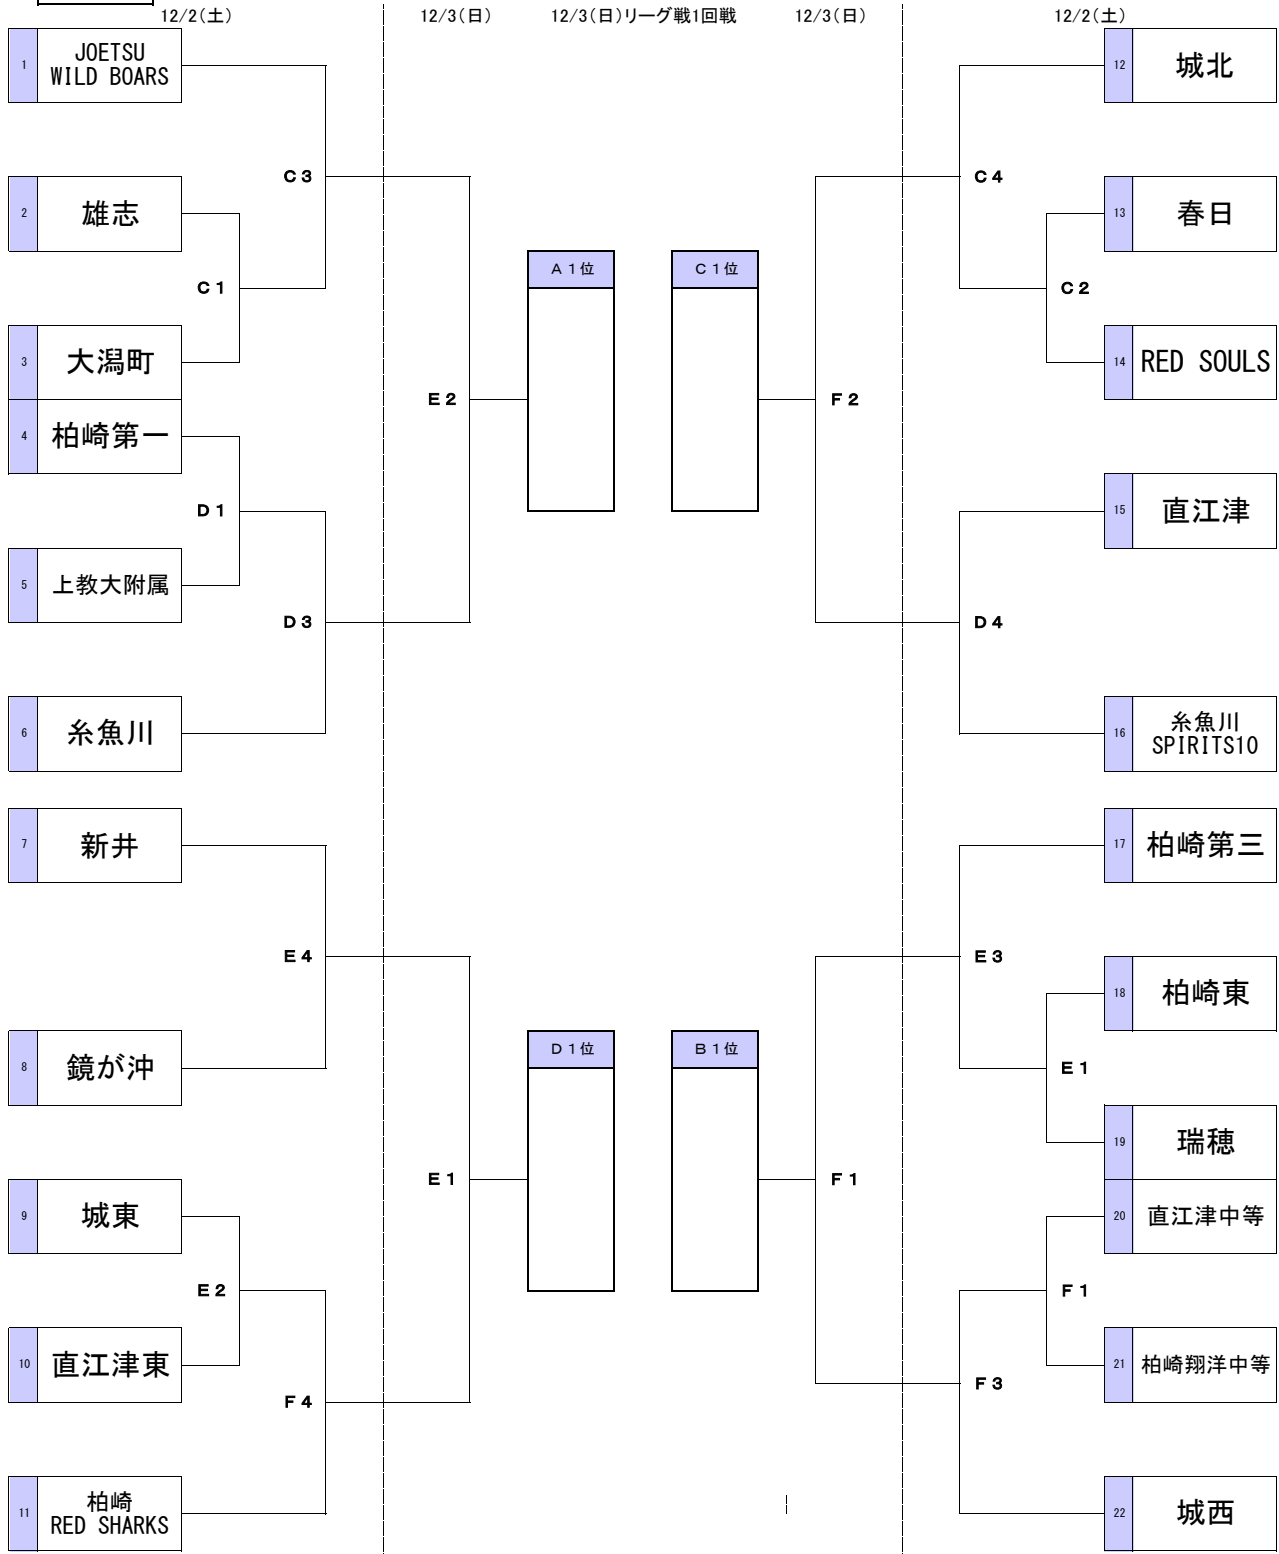 12/2(土)
12/3(日)
12/3(日)リーグ戦1回戦
12/3(日)
12/2(土)
1
JOETSU
WILD BOARS
2
雄志
3
大潟町
4
柏崎第一
5
上教大附属
6
糸魚川
7
新井
8
鏡が沖
9
城東
10
直江津東
11
柏崎
RED SHARKS
C3
C1
D1
D3
E4
E2
F4
E2
E1
A1位
C1位
D1位
B1位
F2
F1
C4
C2
D4
E3
E1
F1
F3
12
城北
13
春日
14
RED SOULS
15
直江津
16
糸魚川
SPIRITS10
17
柏崎第三
18
柏崎東
19
瑞穂
20
直江津中等
21
柏崎翔洋中等
22
城西